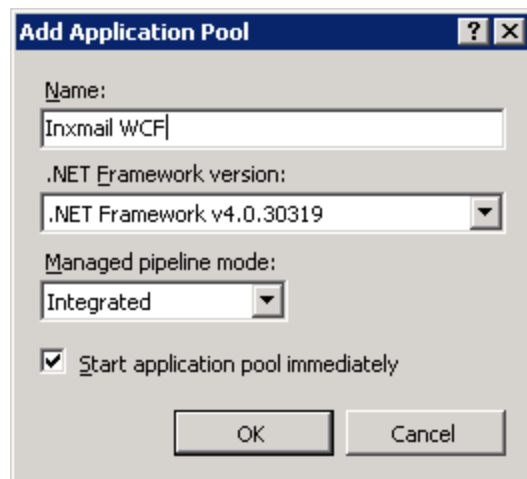 Add Application Pool
Name:
Inxmail WCF
.NET Framework version:
.NET Framework v4.0.30319
Managed pipeline mode:
Integrated
Start application pool immediately
OK Cancel